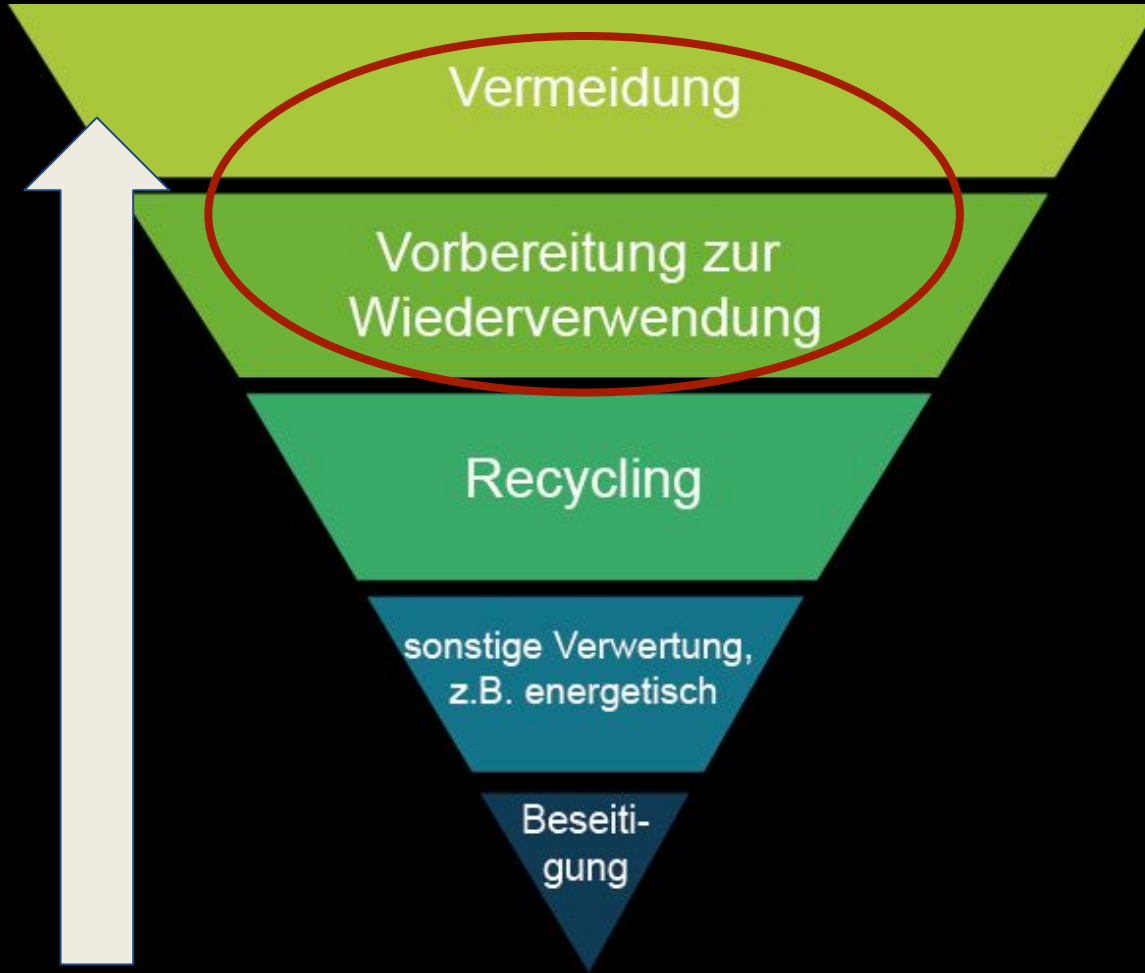 Vermeidung
Vorbereitung zur
Wiederverwendung
Recycling
sonstige Verwertung,
z.B. energetisch
Beseiti-
gung